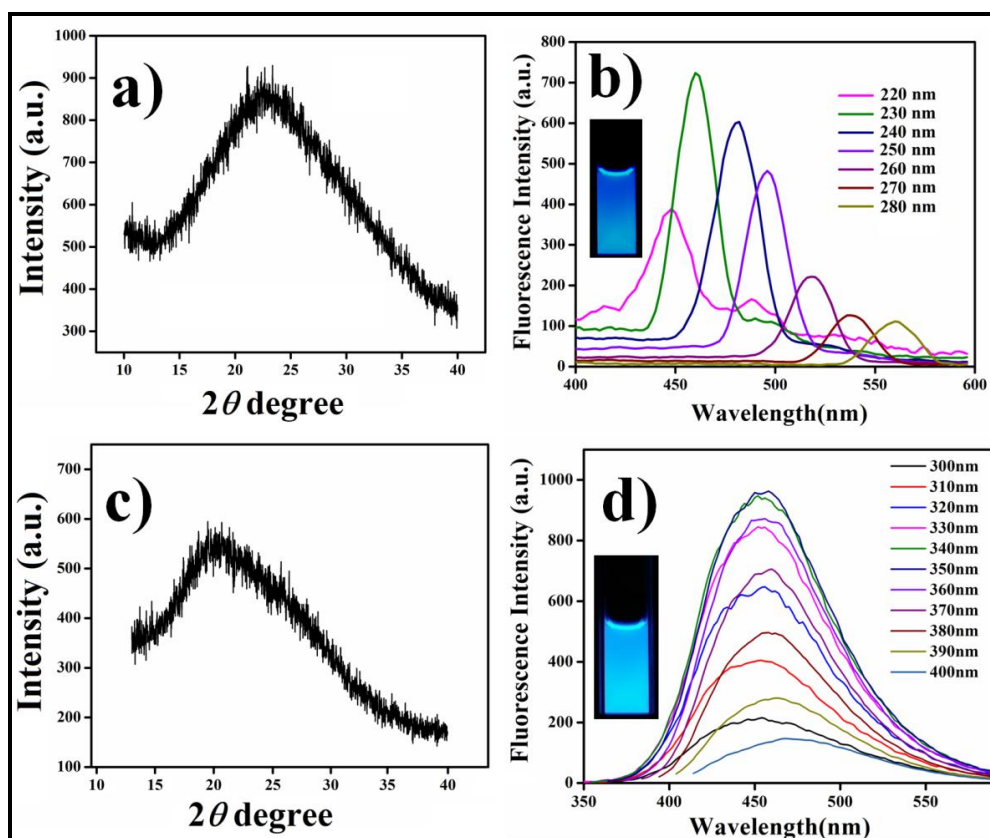 a)
1000
900
800
700
600
500
400
300
10 15 20 25 30 35 40
Intensity (a.u.)
2θ degree
b)
800
700
600
500
400
300
200
100
0
400 450 500 550 600
Fluorescence Intensity (a.u.)
Wavelength(nm)
220 nm
230 nm
240 nm
250 nm
260 nm
270 nm
280 nm
c)
700
600
500
400
300
200
100
10 15 20 25 30 35 40
Intensity (a.u.)
2θ degree
d)
1000
800
600
400
200
0
350 400 450 500 550
Fluorescence Intensity (a.u.)
Wavelength(nm)
300nm
310nm
320nm
330nm
340nm
350nm
360nm
370nm
380nm
390nm
400nm